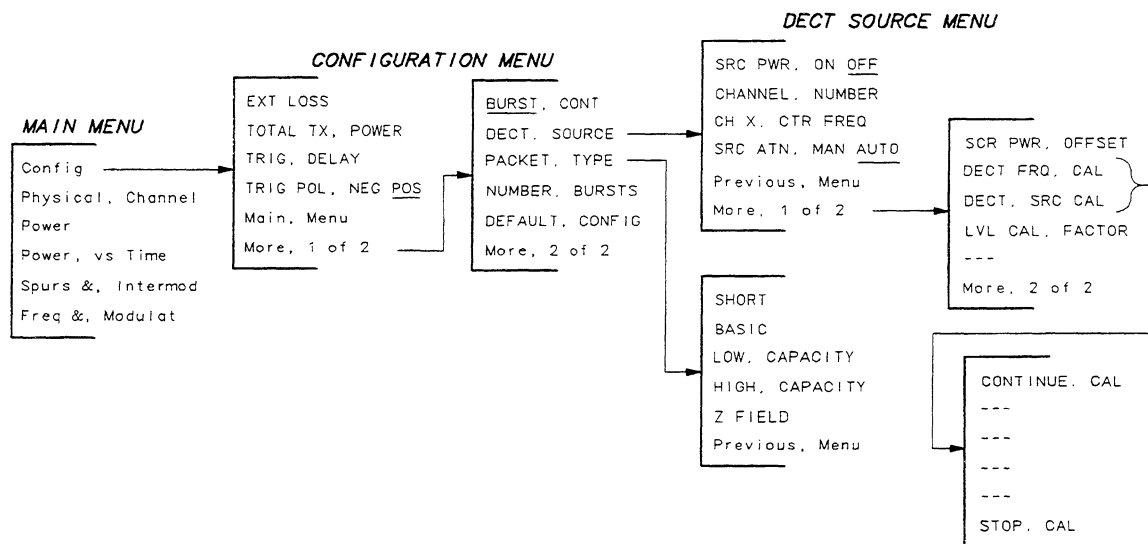 MAIN MENU
Config
Physical, Channel
Power
Power, vs Time
Spurs &, Intermod
Freq &, Modulat
CONFIGURATION MENU
EXT LOSS
TOTAL TX, POWER
TRIG, DELAY
TRIG POL, NEG POS
Main, Menu
More, 1 of 2
BURST, CONT
DECT, SOURCE
PACKET, TYPE
NUMBER, BURSTS
DEFAULT, CONFIG
More, 2 of 2
DECT SOURCE MENU
SRC PWR, ON OFF
CHANNEL, NUMBER
CH X, CTR FREQ
SRC ATN, MAN AUTO
Previous, Menu
More, 1 of 2
SCR PWR, OFFSET
DECT FRQ, CAL
DECT, SRC CAL
LVL CAL, FACTOR
---
More, 2 of 2
SHORT
BASIC
LOW, CAPACITY
HIGH, CAPACITY
Z FIELD
Previous, Menu
CONTINUE, CAL
---
---
---
---
STOP, CAL